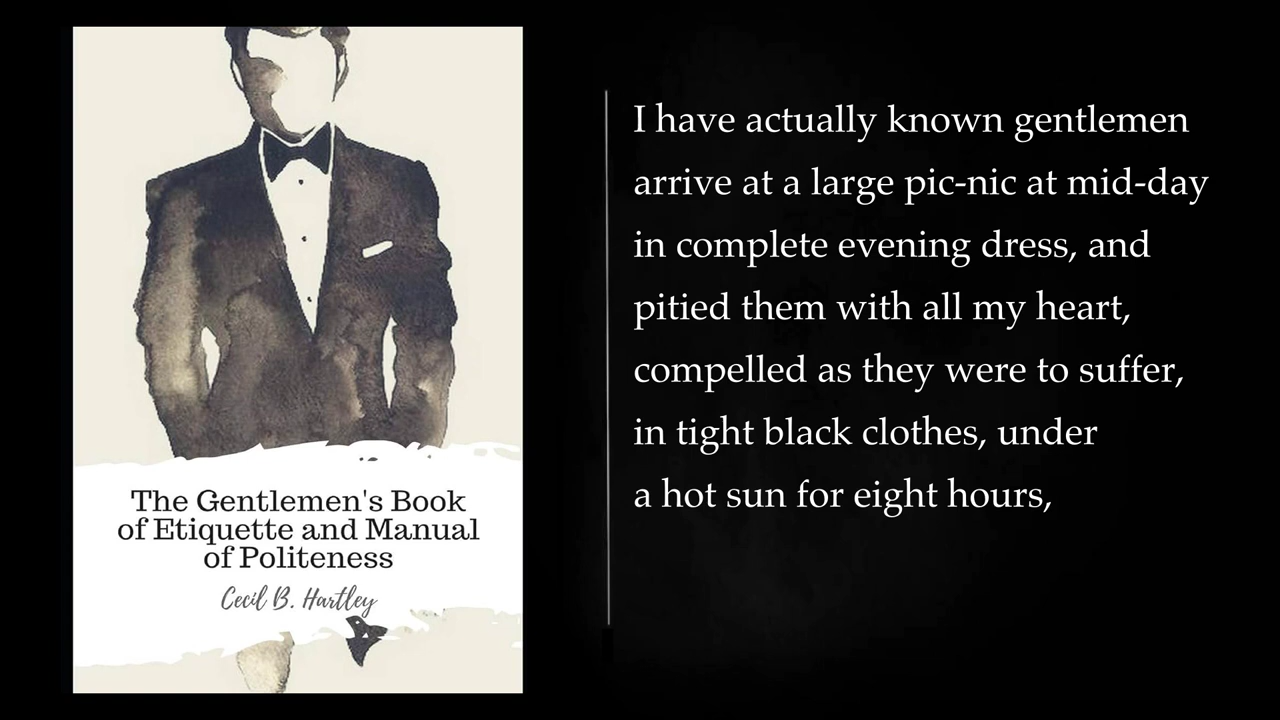 The Gentlemen's Book
of Etiquette and Manual
of Politeness
Cecil B. Hartley
I have actually known gentlemen
arrive at a large pic-nic at mid-day
in complete evening dress, and
pitied them with all my heart,
compelled as they were to suffer,
in tight black clothes, under
a hot sun for eight hours,